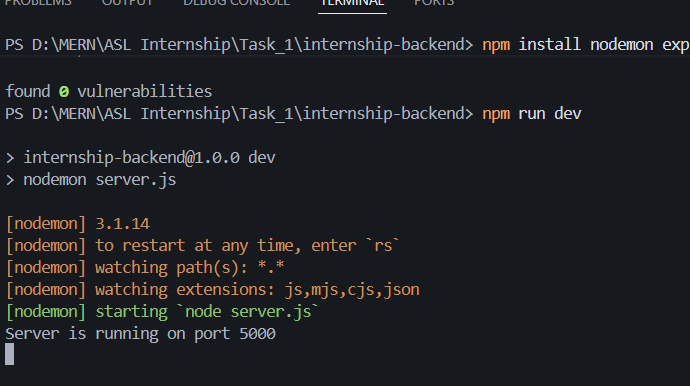 PROBLEMS OUTPUT DEBUG CONSOLE TERMINAL PORTS
PS D:\MERN\ASL Internship\Task_1\internship-backend> npm install nodemon exp
found 0 vulnerabilities
PS D:\MERN\ASL Internship\Task_1\internship-backend> npm run dev
> internship-backend@1.0.0 dev
> nodemon server.js
[nodemon] 3.1.14
[nodemon] to restart at any time, enter `rs`
[nodemon] watching path(s): *.*
[nodemon] watching extensions: js,mjs,cjs,json
[nodemon] starting `node server.js`
Server is running on port 5000